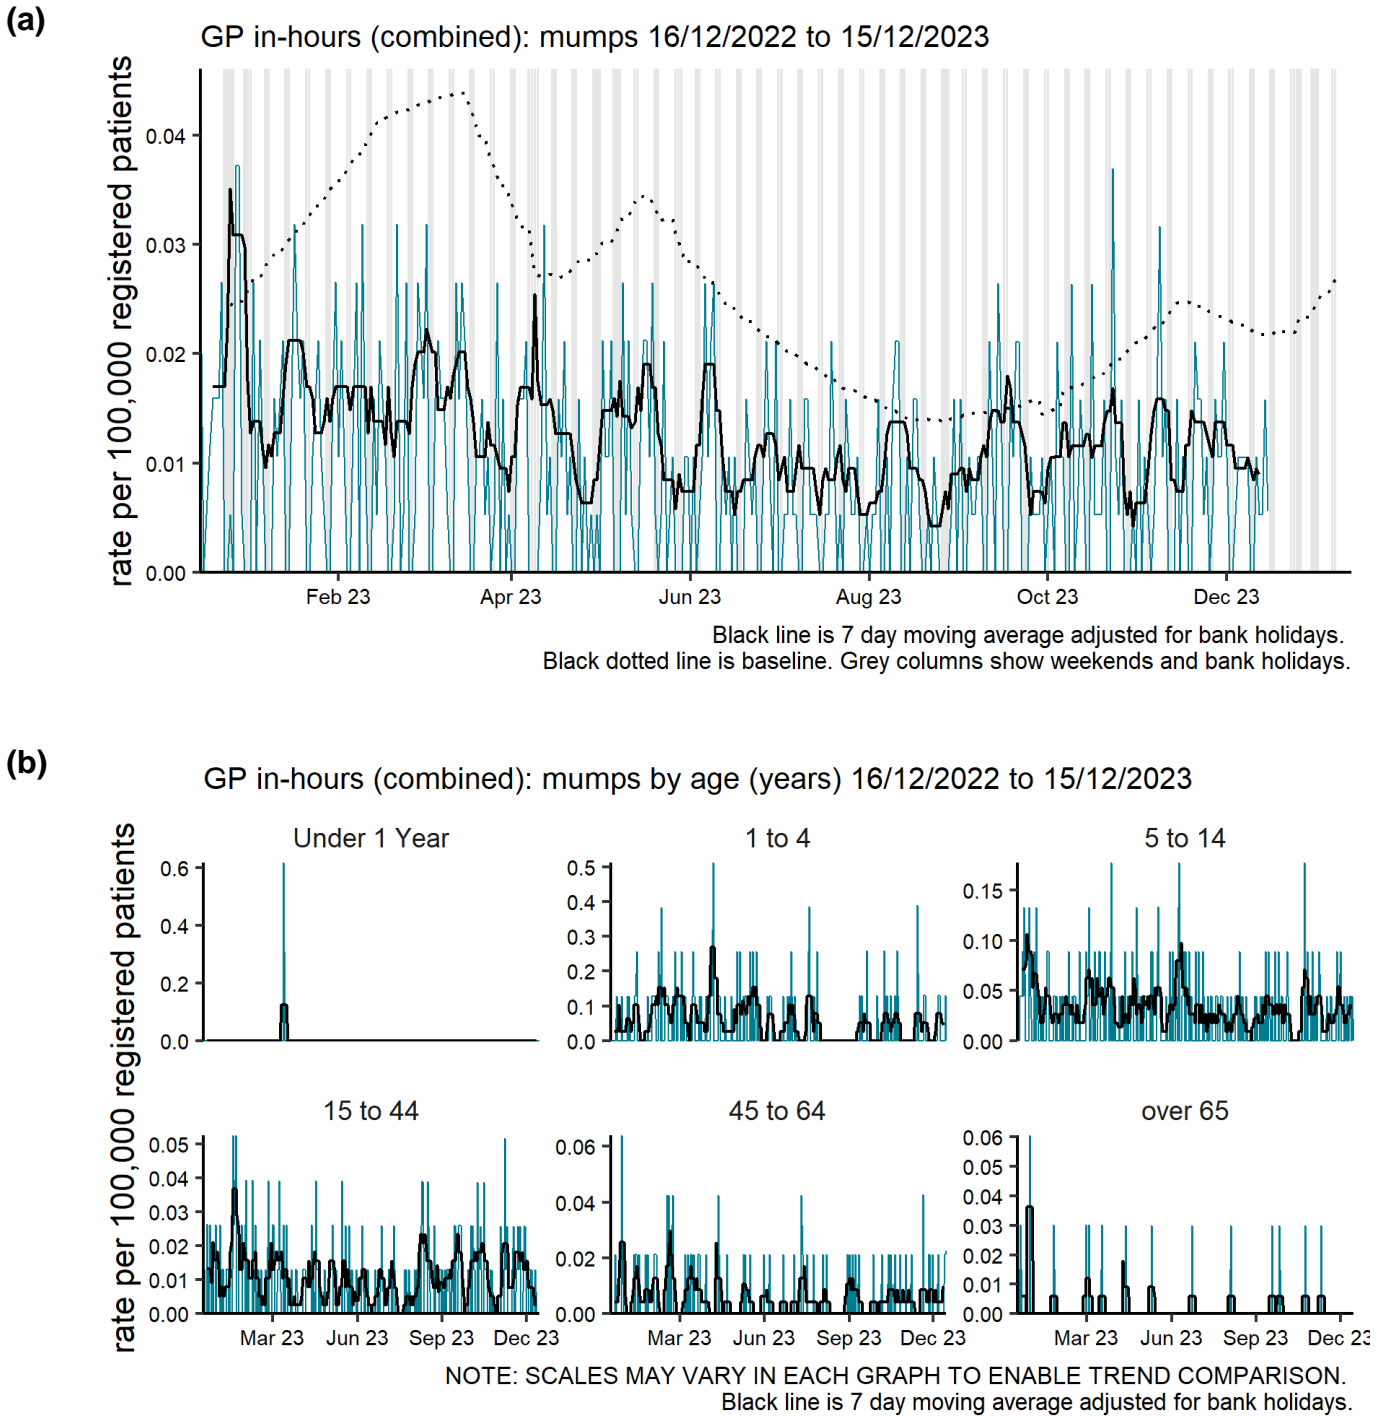 (a)
GP in-hours (combined): mumps 16/12/2022 to 15/12/2023
rate per 100,000 registered patients
0.04
0.03
0.02
0.01
0.00
Feb 23 Apr 23 Jun 23 Aug 23 Oct 23 Dec 23
Black line is 7 day moving average adjusted for bank holidays.
Black dotted line is baseline. Grey columns show weekends and bank holidays.
(b)
GP in-hours (combined): mumps by age (years) 16/12/2022 to 15/12/2023
rate per 100,000 registered patients
Under 1 Year
0.6
0.4
0.2
0.0
1 to 4
0.5
0.4
0.3
0.2
0.1
0.0
5 to 14
0.15
0.10
0.05
0.00
15 to 44
0.05
0.04
0.03
0.02
0.01
0.00
Mar 23 Jun 23 Sep 23 Dec 23
45 to 64
0.06
0.04
0.02
0.00
Mar 23 Jun 23 Sep 23 Dec 23
over 65
0.06
0.05
0.04
0.03
0.02
0.01
0.00
Mar 23 Jun 23 Sep 23 Dec 23
NOTE: SCALES MAY VARY IN EACH GRAPH TO ENABLE TREND COMPARISON.
Black line is 7 day moving average adjusted for bank holidays.